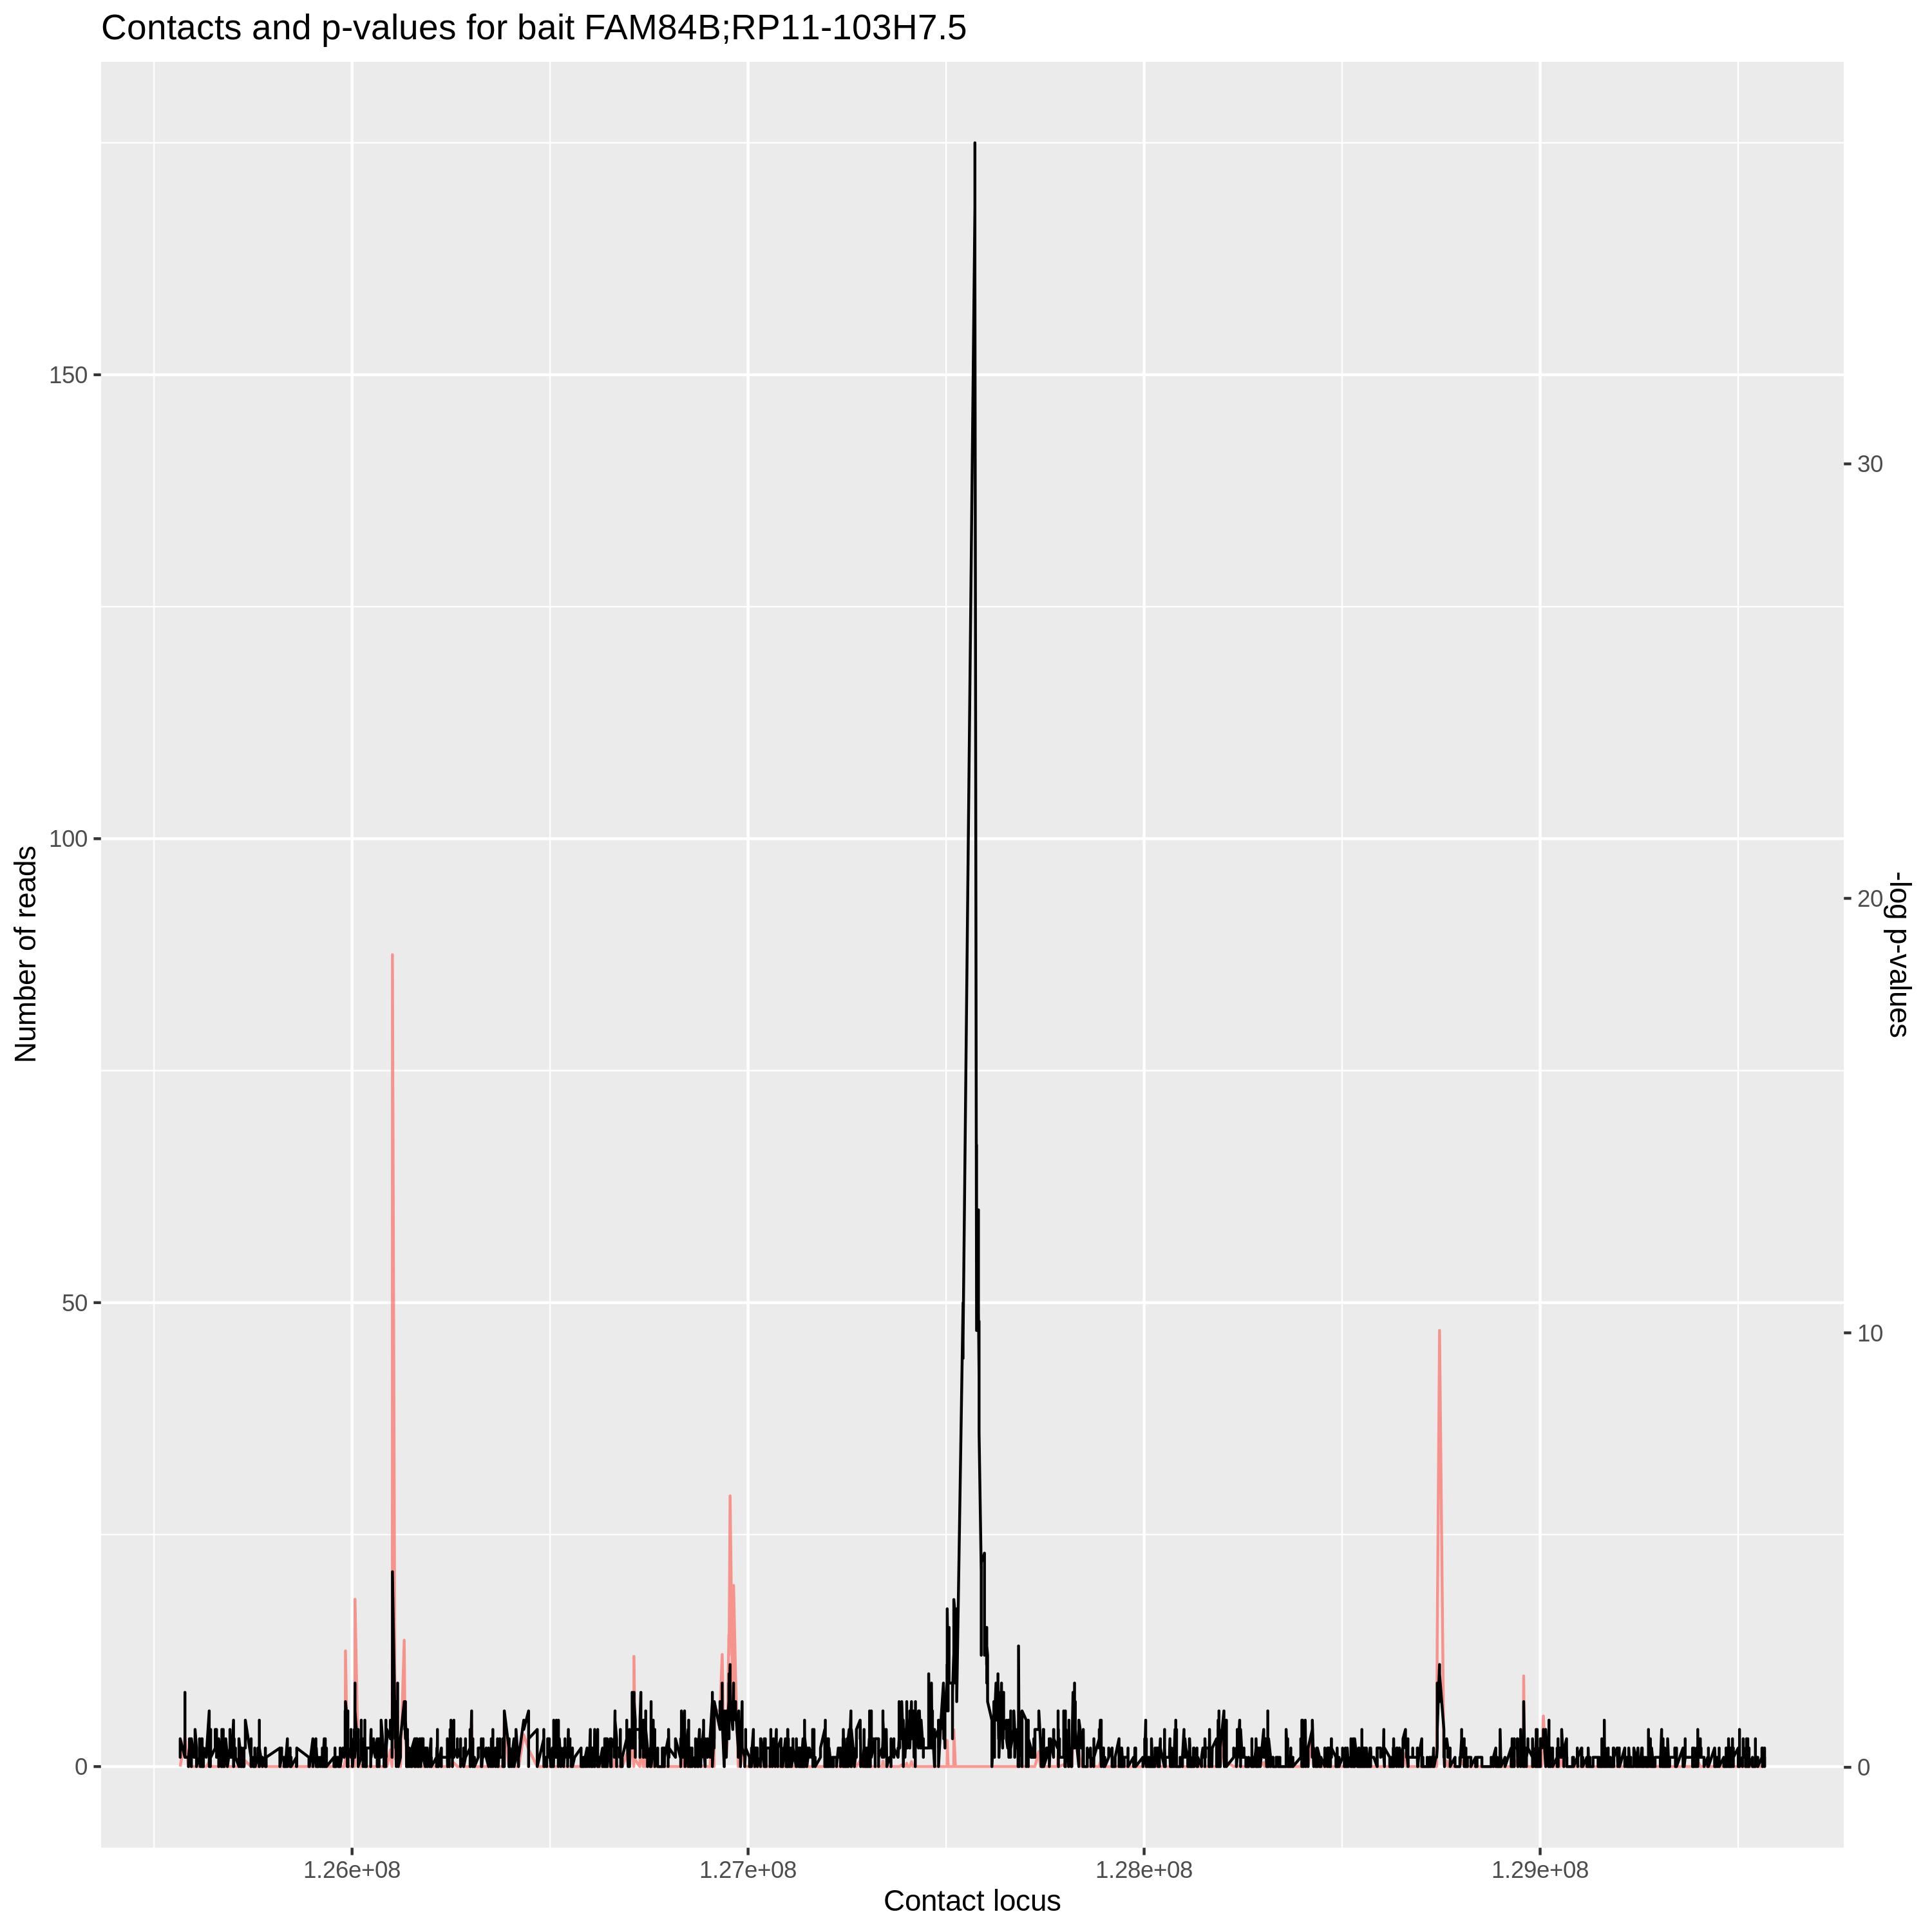 Contacts and p-values for bait FAM84B;RP11-103H7.5
150
100
50
0
Number of reads
30
20
10
0
-log p-values
1.26e+08
1.27e+08
1.28e+08
1.29e+08
Contact locus